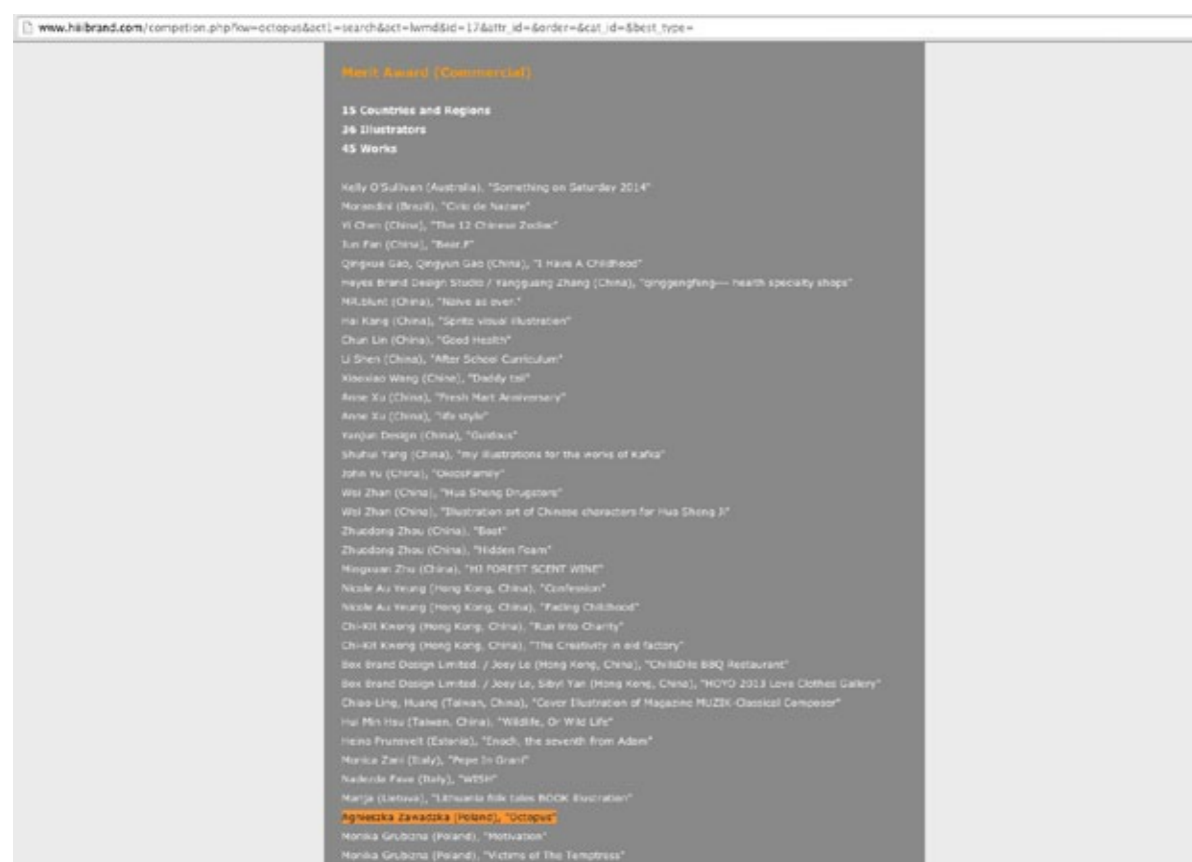 www.hiiibrand.com/competion.php?kw=octopus&act1=search&act=lwmd&id=17&attr_id=&order=&cat_id=&best_type=
Merit Award (Commercial)
15 Countries and Regions
36 Illustrators
45 Works
Kelly O'Sullivan (Australia), "Something on Saturday 2014"
Morandini (Brazil), "Cirio de Nazare"
Yi Chen (China), "The 12 Chinese Zodiac"
Jun Fan (China), "Bear.F"
Qingxue Gao, Qingyun Gao (China), "I Have A Childhood"
Hayes Brand Design Studio / Yangguang Zhang (China), "qinggengfeng— health specialty shops"
MR.blunt (China), "Naive as ever."
Hai Kang (China), "Sprite visual illustration"
Chun Lin (China), "Good Health"
Li Shen (China), "After School Curriculum"
Xiaoxiao Wang (China), "Daddy tail"
Anne Xu (China), "Fresh Mart Anniversary"
Anne Xu (China), "life style"
Yanjun Design (China), "Guidous"
Shuhui Yang (China), "my illustrations for the works of Kafka"
John Yu (China), "OkidsFamily"
Wei Zhan (China), "Hua Sheng Drugstore"
Wei Zhan (China), "Illustration art of Chinese characters for Hua Sheng Ji"
Zhuodong Zhou (China), "Boat"
Zhuodong Zhou (China), "Hidden Foam"
Mingxuan Zhu (China), "HI FOREST SCENT WINE"
Nicole Au Yeung (Hong Kong, China), "Confession"
Nicole Au Yeung (Hong Kong, China), "Fading Childhood"
Chi-Kit Kwong (Hong Kong, China), "Run Into Charity"
Chi-Kit Kwong (Hong Kong, China), "The Creativity in old factory"
Box Brand Design Limited. / Joey Lo (Hong Kong, China), "ChilliDilo BBQ Restaurant"
Box Brand Design Limited. / Joey Lo, Sibyl Yan (Hong Kong, China), "HOYO 2013 Love Clothes Gallery"
Chiao-Ling, Huang (Taiwan, China), "Cover Illustration of Magazine MUZIK-Classical Composer"
Hui Min Hsu (Taiwan, China), "Wildlife, Or Wild Life"
Heino Prunsvelt (Estonia), "Enoch, the seventh from Adam"
Monica Zani (Italy), "Pepe In Grani"
(Italy), "WISH"
Marija (Lietuva), "Lithuania folk tales BOOK illustration"
Agnieszka Zawadzka (Poland), "Octopus"
Monika Grubizna (Poland), "Motivation"
Monika Grubizna (Poland), "Victims of The Temptress"